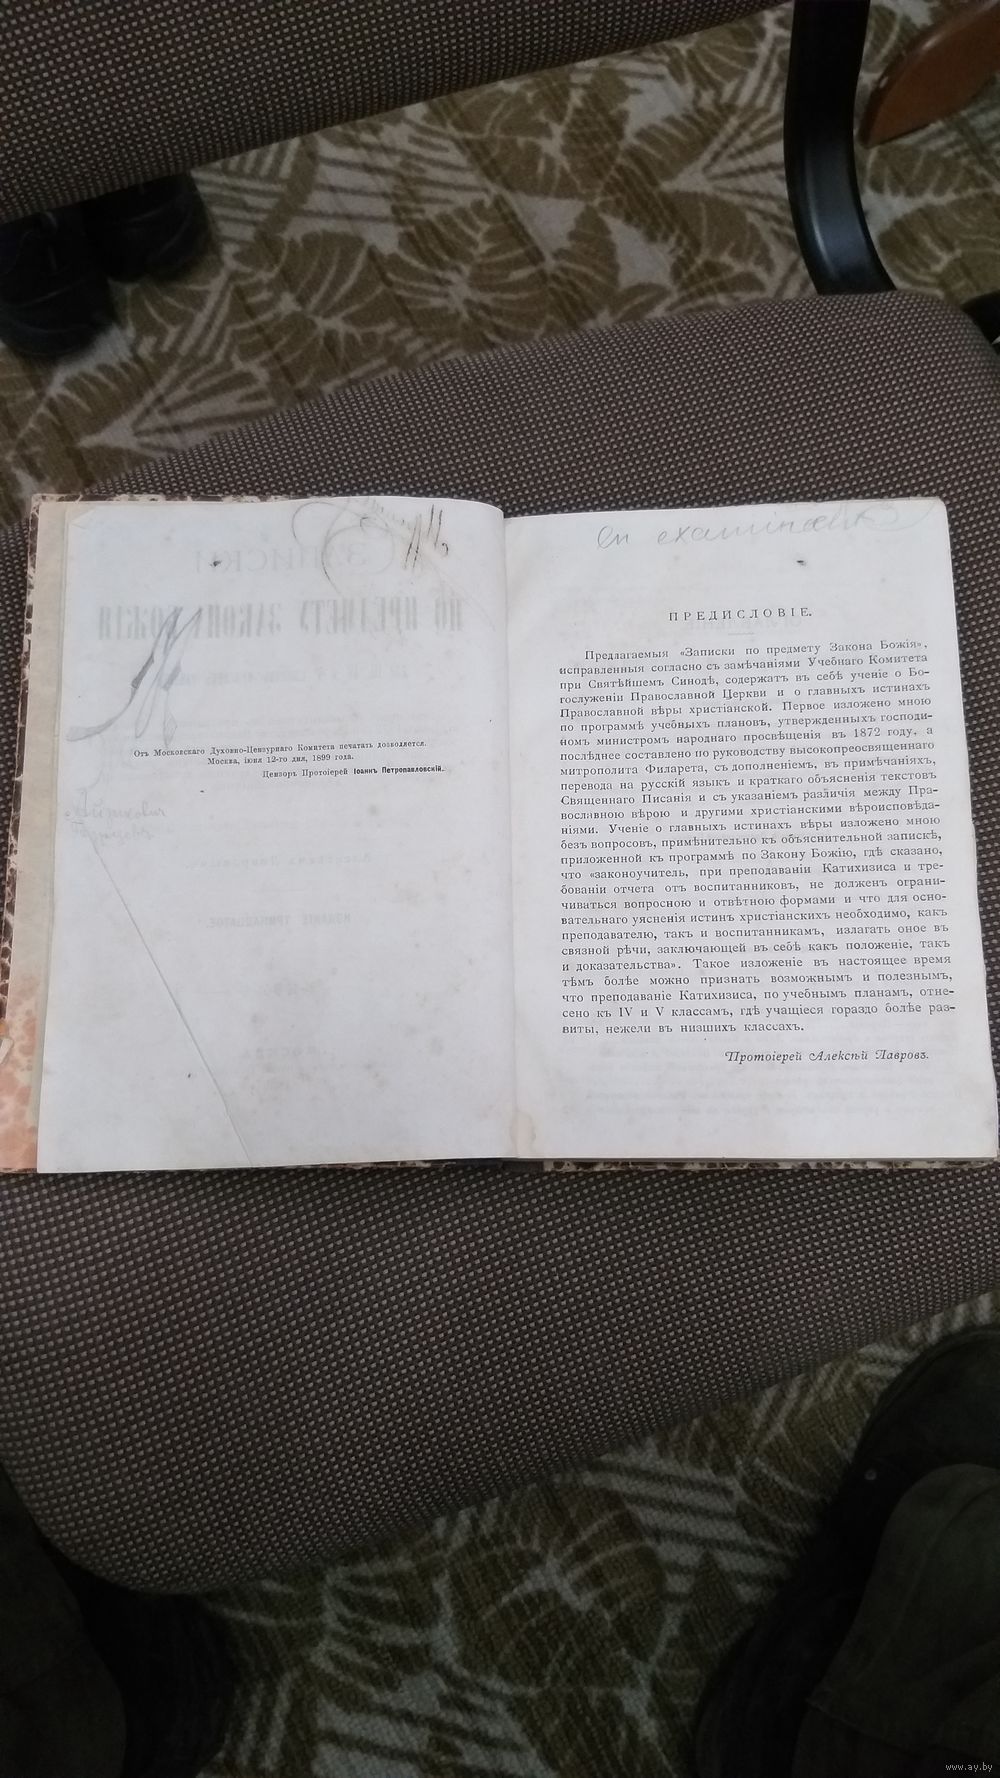 Отъ Московскаго Духовно-Цензурнаго Комитета печатать дозволяется.
Москва, іюня 12-го дня, 1899 года.
Цензоръ Протоіерей Іоаннъ Петропавловскій.
en
ПРЕДИСЛОВІЕ.
Предлагаемыя «Записки по предмету Закона Божія»,
исправленныя согласно съ замѣчаніями Учебнаго Комитета
при Святѣйшемъ Синодѣ, содержатъ въ себѣ ученіе о Бо-
гослуженіи Православной Церкви и о главныхъ истинахъ
Православной вѣры христіанской. Первое изложено мною
по программѣ учебныхъ плановъ, утвержденныхъ господи-
номъ министромъ народнаго просвѣщенія въ 1872 году, а
послѣднее составлено по руководству высокопреосвященнаго
митрополита Филарета, съ дополненіемъ, въ примѣчаніяхъ,
перевода на русскій языкъ и краткаго объясненія текстовъ
Священнаго Писанія и съ указаніемъ различія между Пра-
вославною вѣрою и другими христіанскими вѣроисповѣда-
ніями. Ученіе о главныхъ истинахъ вѣры изложено мною
безъ вопросовъ, примѣнительно къ объяснительной запискѣ,
приложенной къ программѣ по Закону Божію, гдѣ сказано,
что «законоучитель, при преподаваніи Катихизиса и тре-
бованіи отчета отъ воспитанниковъ, не долженъ ограни-
чиваться вопросною и отвѣтною формами и что для осно-
вательнаго уясненія истинъ христіанскихъ необходимо, какъ
преподавателю, такъ и воспитанникамъ, излагать оное въ
связной рѣчи, заключающей въ себѣ какъ положеніе, такъ
и доказательства». Такое изложеніе въ настоящее время
тѣмъ болѣе можно признать возможнымъ и полезнымъ,
что преподаваніе Катихизиса, по учебнымъ планамъ, отне-
сено къ IV и V классамъ, гдѣ учащіеся гораздо болѣе раз-
виты, нежели въ низшихъ классахъ.
Протоіерей Алексѣй Лавровъ.
www.ay.by